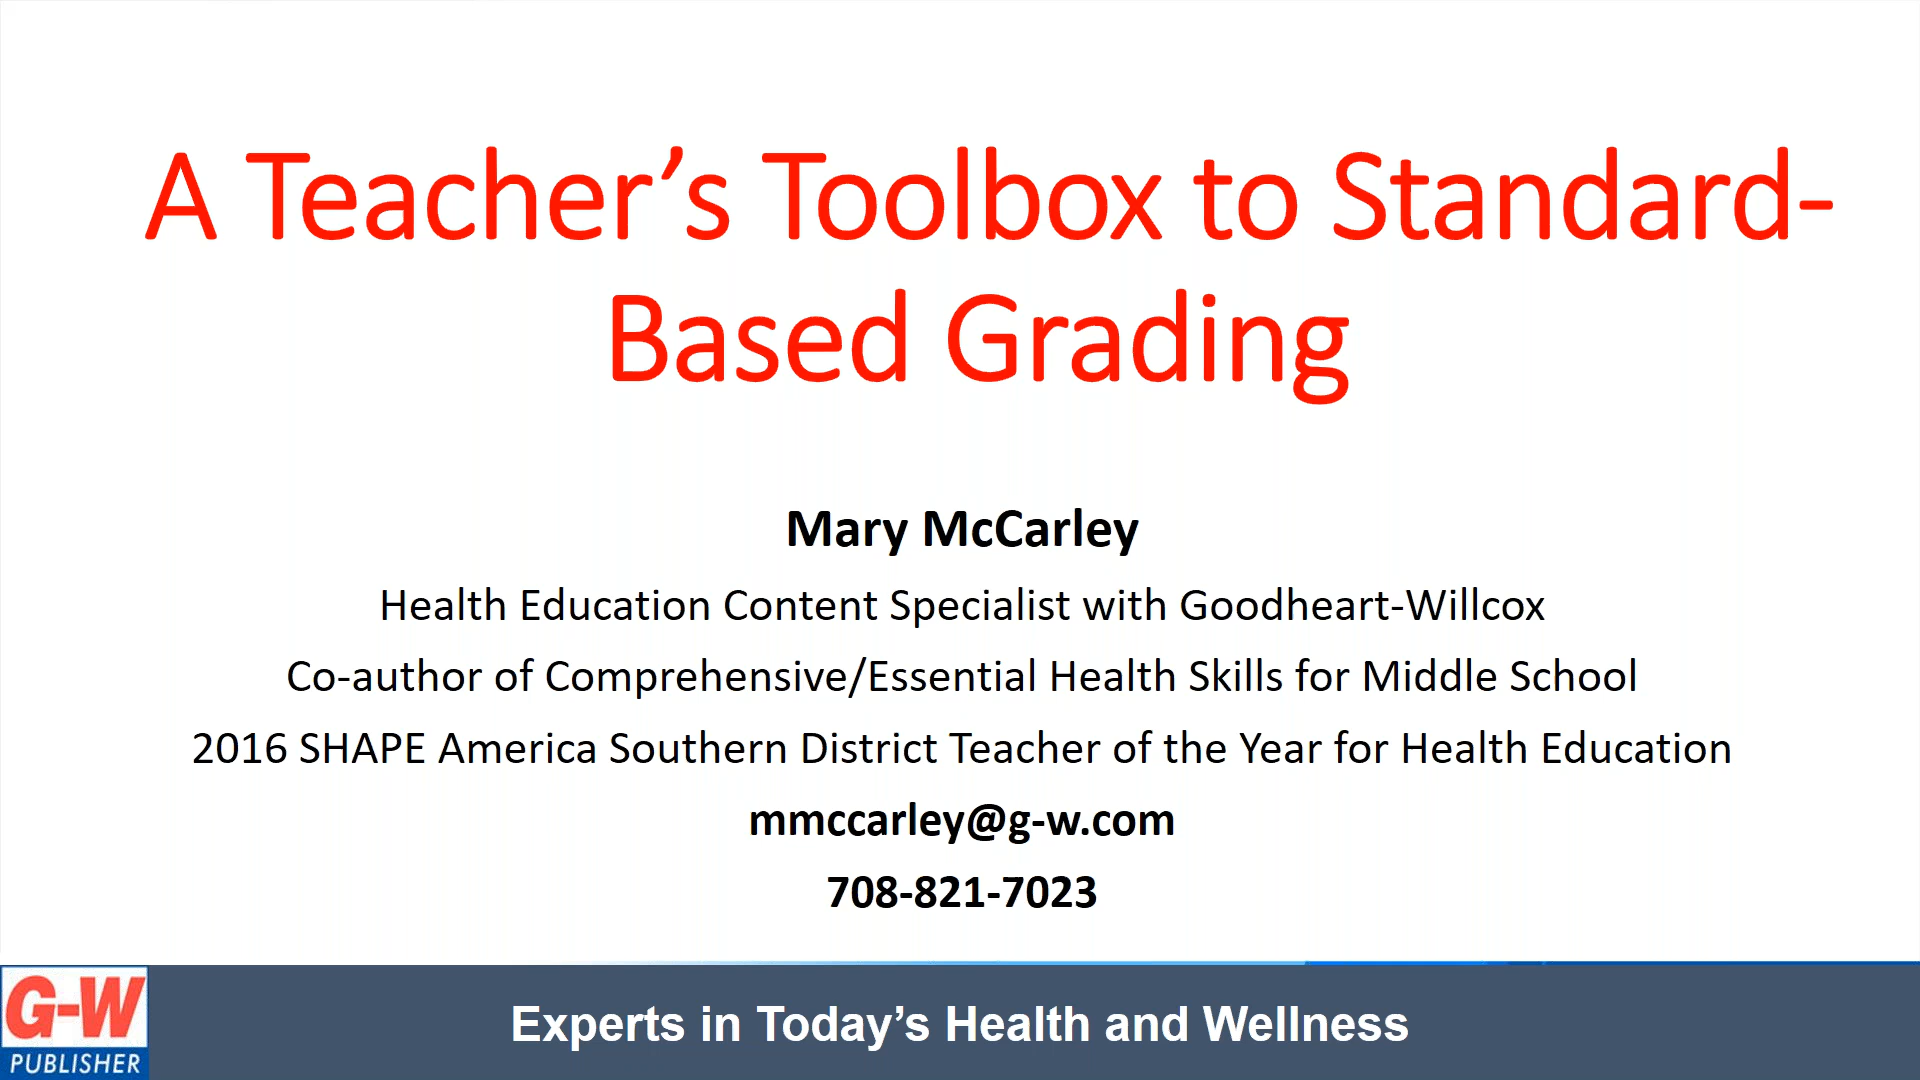 A Teacher’s Toolbox to Standard-
Based Grading
Mary McCarley
Health Education Content Specialist with Goodheart-Willcox
Co-author of Comprehensive/Essential Health Skills for Middle School
2016 SHAPE America Southern District Teacher of the Year for Health Education
mmccarley@g-w.com
708-821-7023
G-W
PUBLISHER
Experts in Today’s Health and Wellness